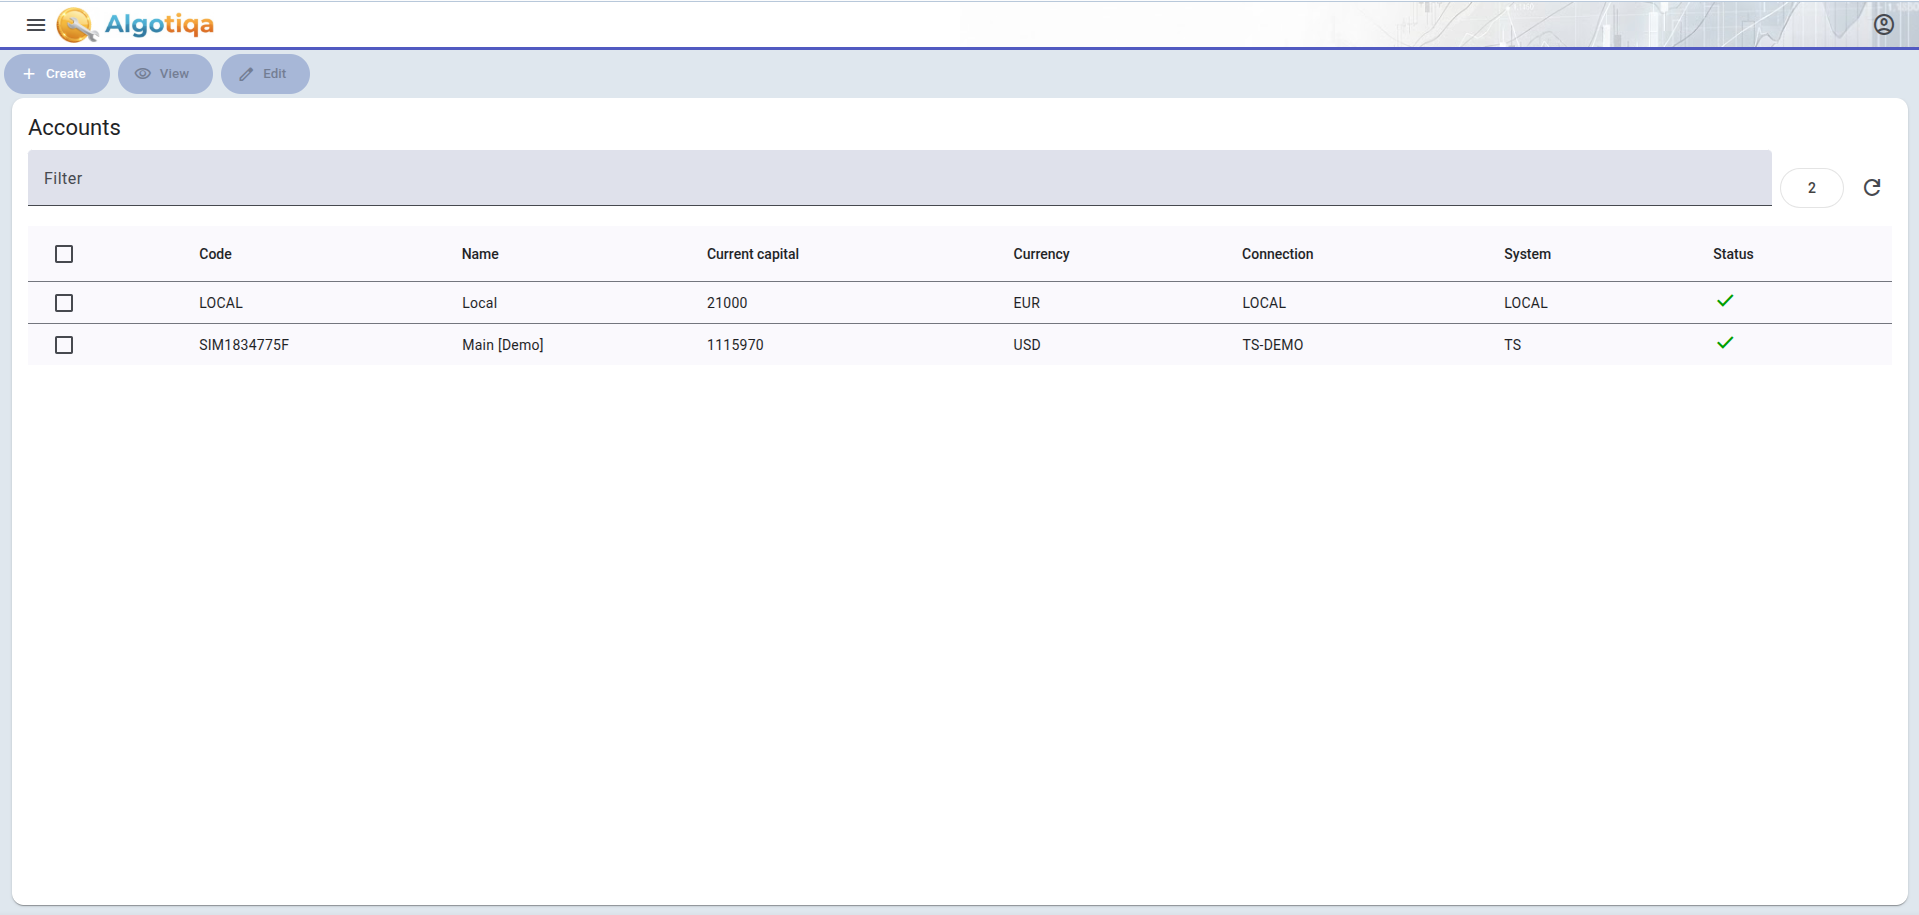 Algotiqa
Create View Edit
Accounts
Filter
2
Code Name Current capital Currency Connection System Status
LOCAL Local 21000 EUR LOCAL LOCAL
SIM1834775F Main [Demo] 1115970 USD TS-DEMO TS